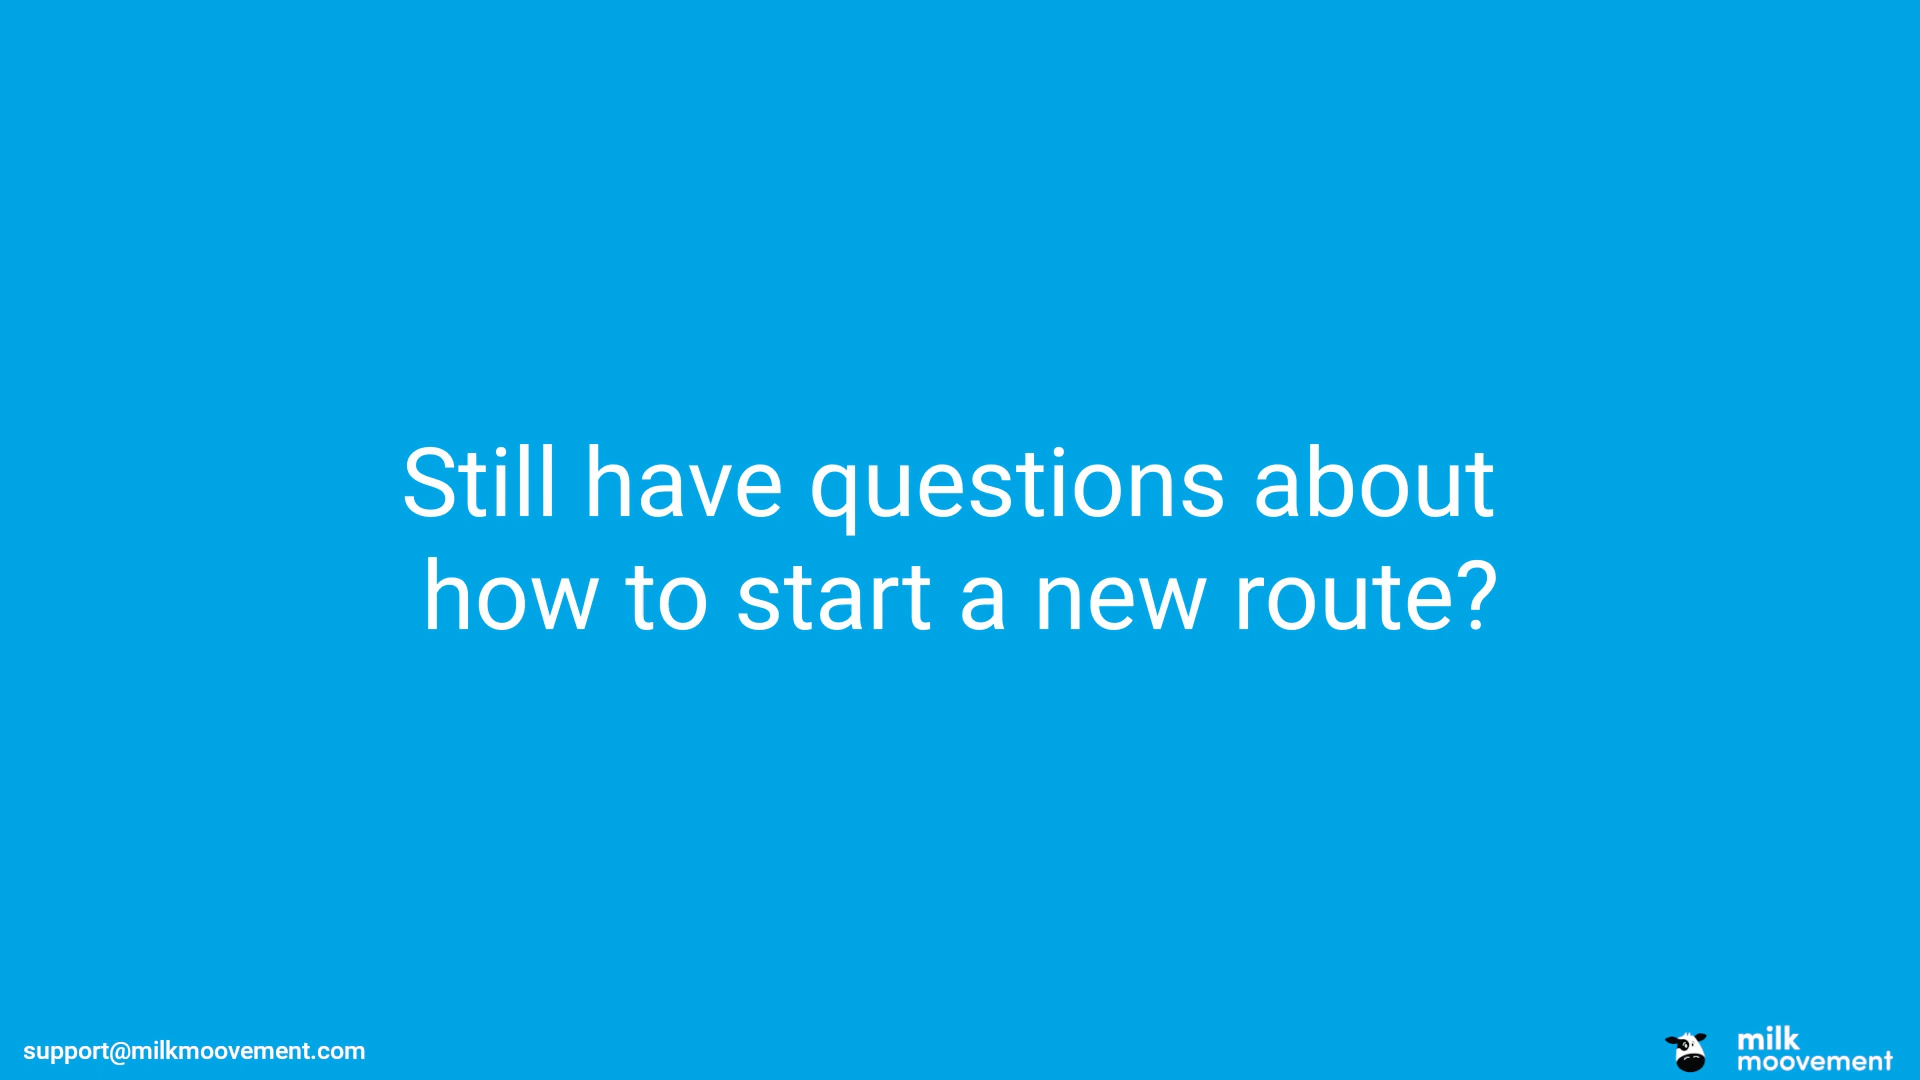 Still have questions about
how to start a new route?
support@milkmoovement.com
milk
moovement